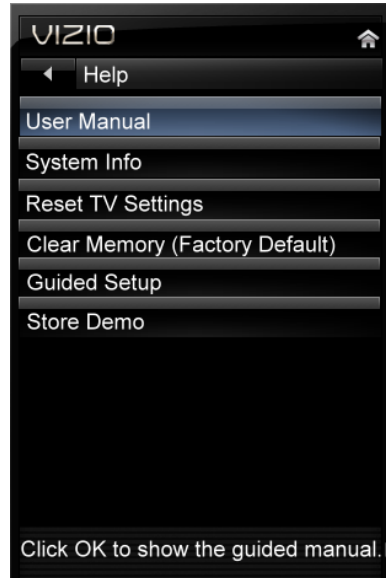 VIZIO
Help
User Manual
System Info
Reset TV Settings
Clear Memory (Factory Default)
Guided Setup
Store Demo
Click OK to show the guided manual.